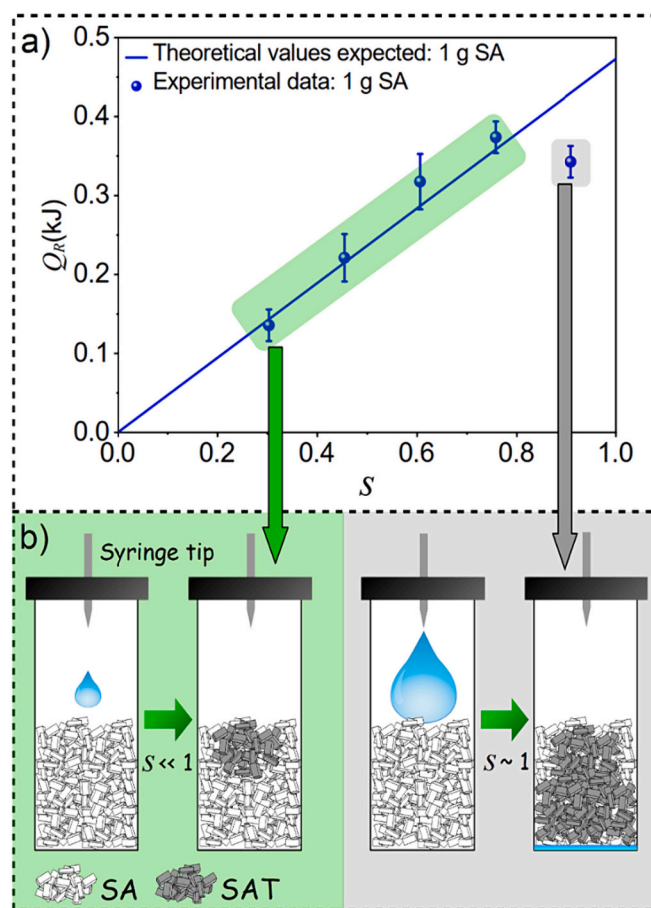 a)
Theoretical values expected: 1 g SA
Experimental data: 1 g SA
0.5
0.4
0.3
0.2
0.1
0.0
Q_R(kJ)
0.0 0.2 0.4 0.6 0.8 1.0
S
b)
Syringe tip
S << 1
S ~ 1
SA SAT